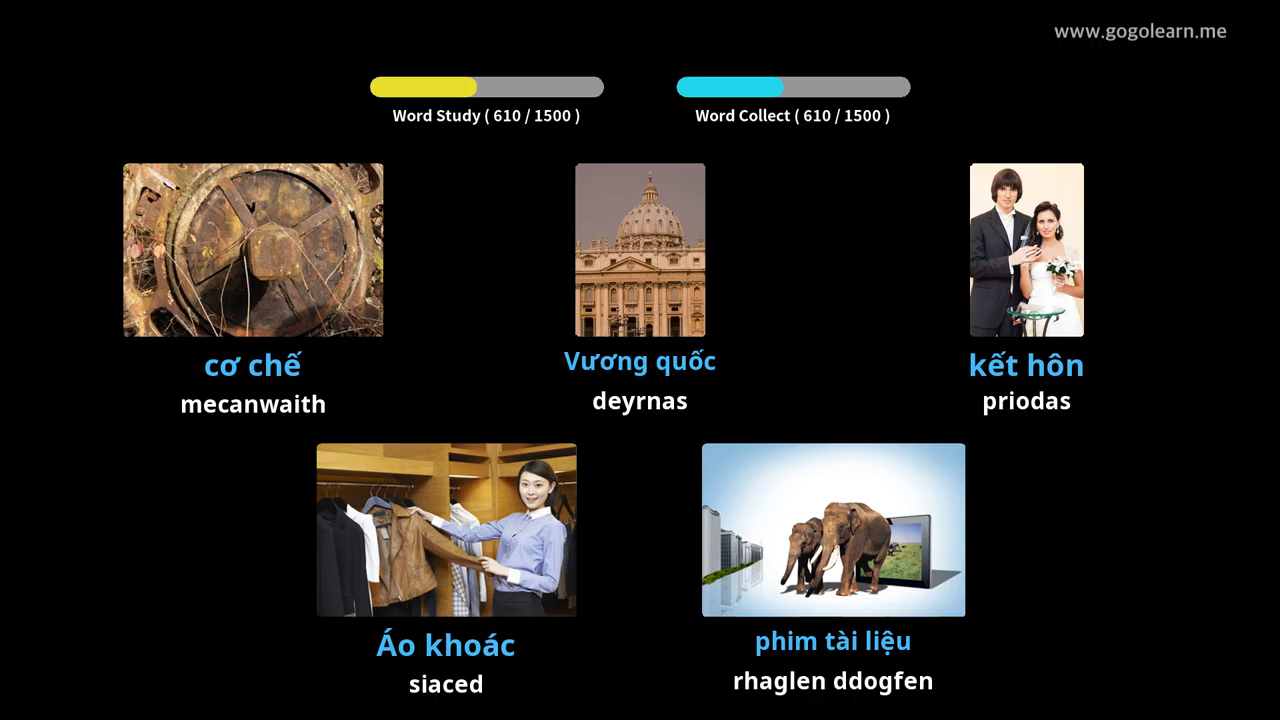 www.gogolearn.me
Word Study ( 610 / 1500 )
Word Collect ( 610 / 1500 )
cơ chế
mecanwaith
Vương quốc
deyrnas
kết hôn
priodas
Áo khoác
siaced
phim tài liệu
rhaglen ddogfen